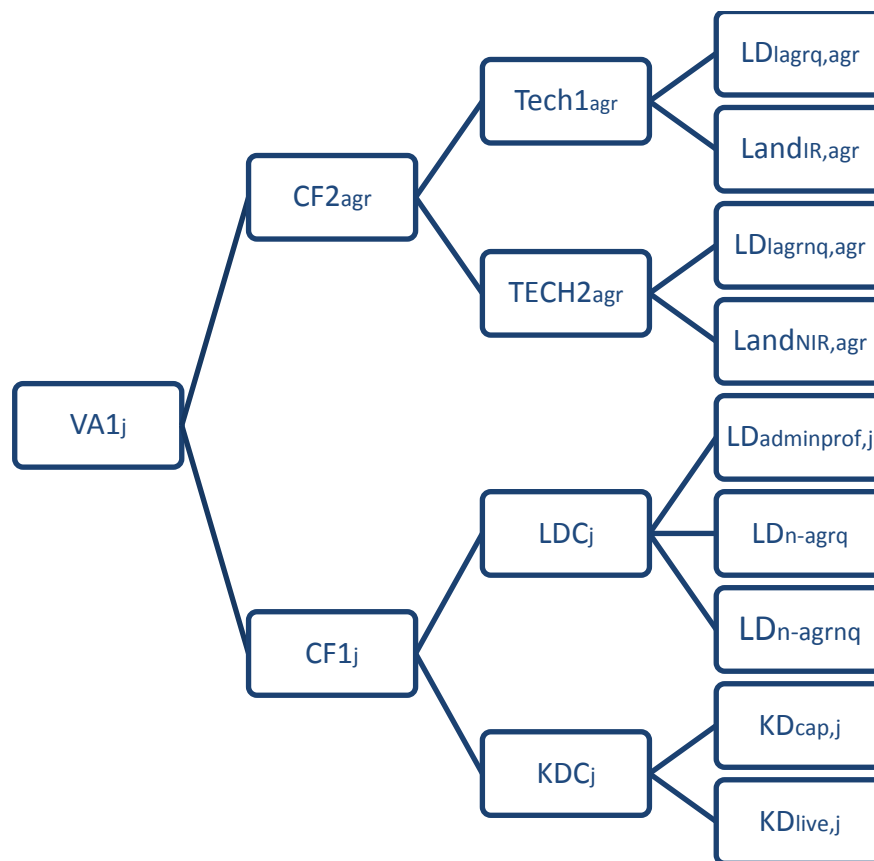 LDlagrq,agr
Tech1agr
LandIR,agr
CF2agr
LDlagrnq,agr
TECH2agr
LandNIR,agr
VA1j
LDadminprof,j
LDCj
LDn-agrq
LDn-agrnq
CF1j
KDcap,j
KDCj
KDlive,j